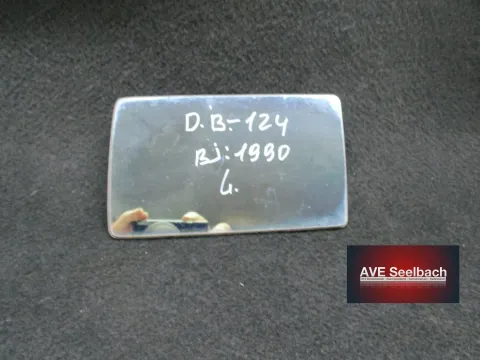 D.B.-124
BJ:1990
L.
AVE Seelbach